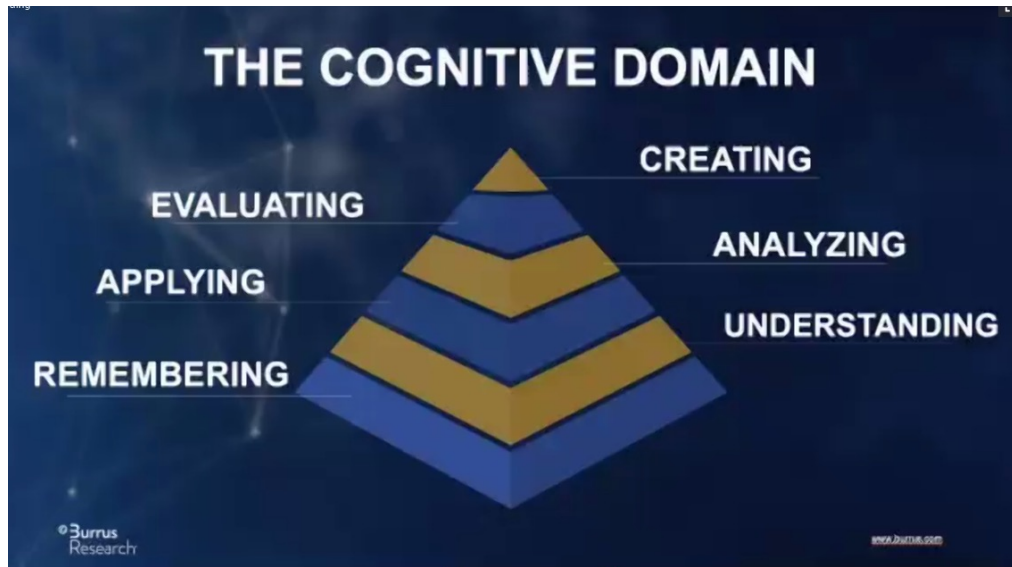 THE COGNITIVE DOMAIN
CREATING
EVALUATING
ANALYZING
APPLYING
UNDERSTANDING
REMEMBERING
Burrus
Research
www.burrus.com